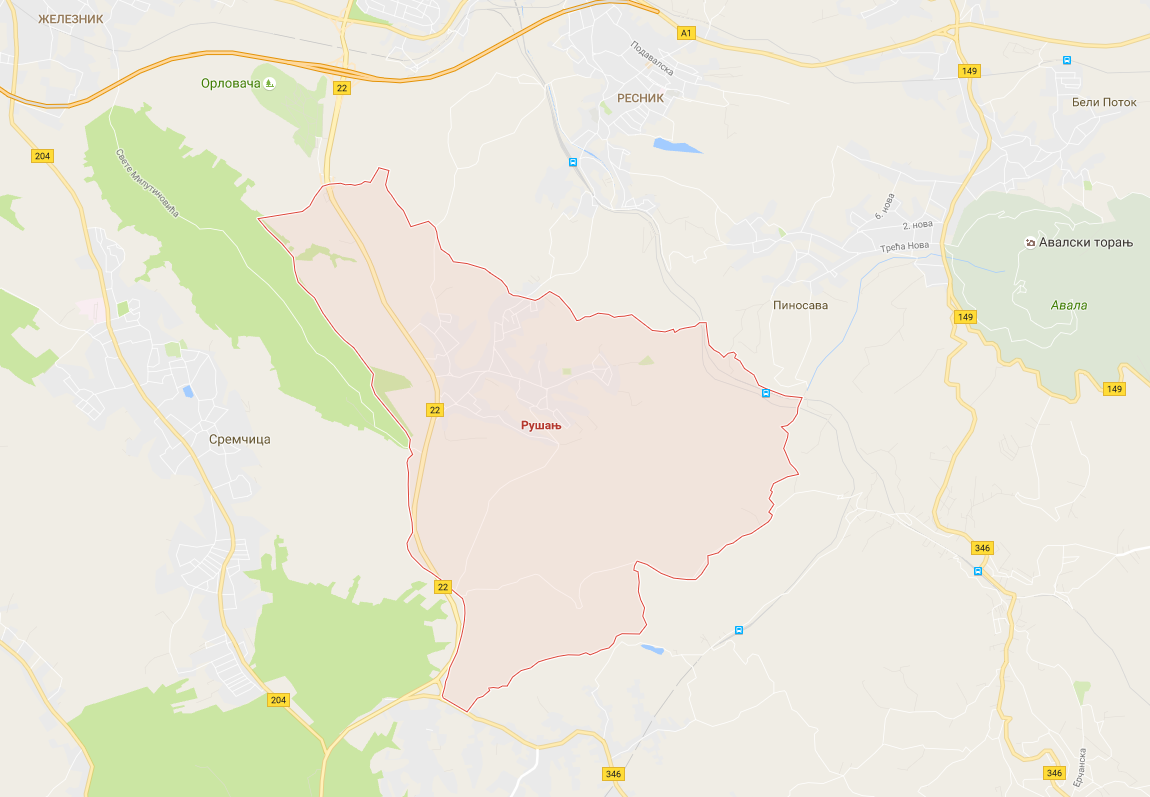 ЖЕЛЕЗНИК
A1
Подавалска
149
Орловача
22
РЕСНИК
Бели Поток
204
Свете Милутиновића
б. нова
2. нова
Трећа Нова
Авалски торањ
Пиносава
Авала
149
149
22
Рушањ
Сремчица
346
22
204
346
346
Ерчанска